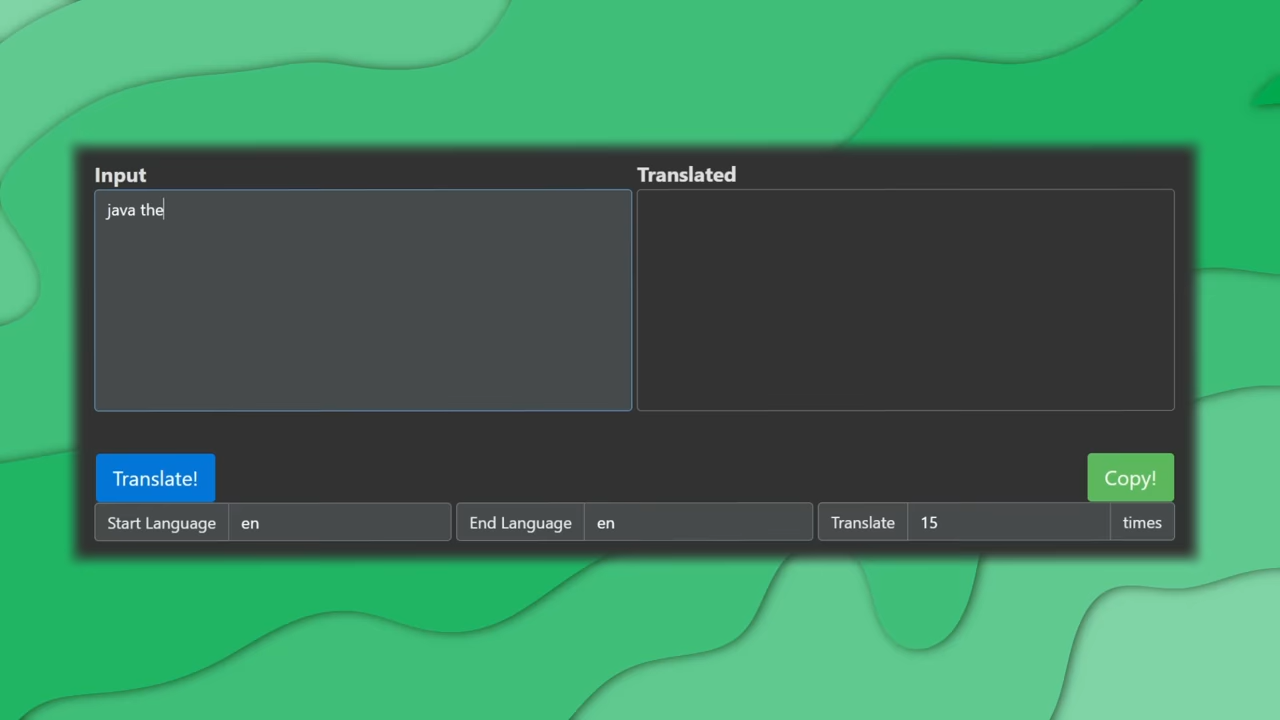 Input
Translated
java the
Translate!
Copy!
Start Language en
End Language en
Translate 15 times